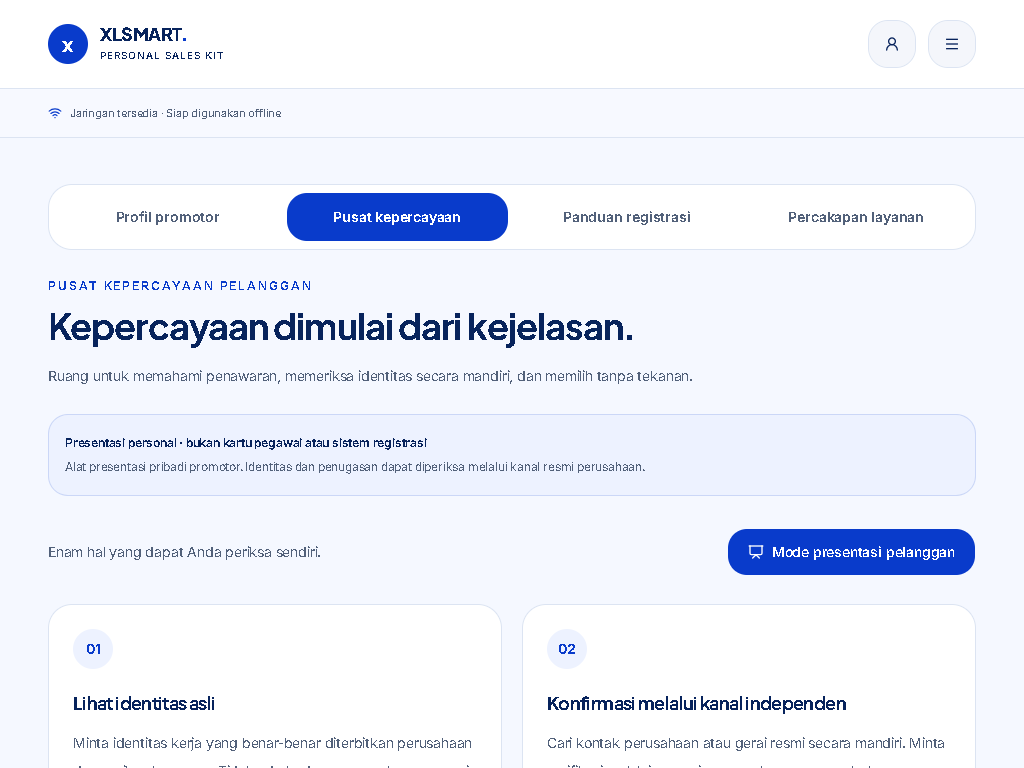 x
XLSMART.
PERSONAL SALES KIT
Jaringan tersedia · Siap digunakan offline
Profil promotor
Pusat kepercayaan
Panduan registrasi
Percakapan layanan
PUSAT KEPERCAYAAN PELANGGAN
Kepercayaan dimulai dari kejelasan.
Ruang untuk memahami penawaran, memeriksa identitas secara mandiri, dan memilih tanpa tekanan.
Presentasi personal · bukan kartu pegawai atau sistem registrasi
Alat presentasi pribadi promotor. Identitas dan penugasan dapat diperiksa melalui kanal resmi perusahaan.
Enam hal yang dapat Anda periksa sendiri.
Mode presentasi pelanggan
01
Lihat identitas asli
Minta identitas kerja yang benar-benar diterbitkan perusahaan
02
Konfirmasi melalui kanal independen
Cari kontak perusahaan atau gerai resmi secara mandiri. Minta